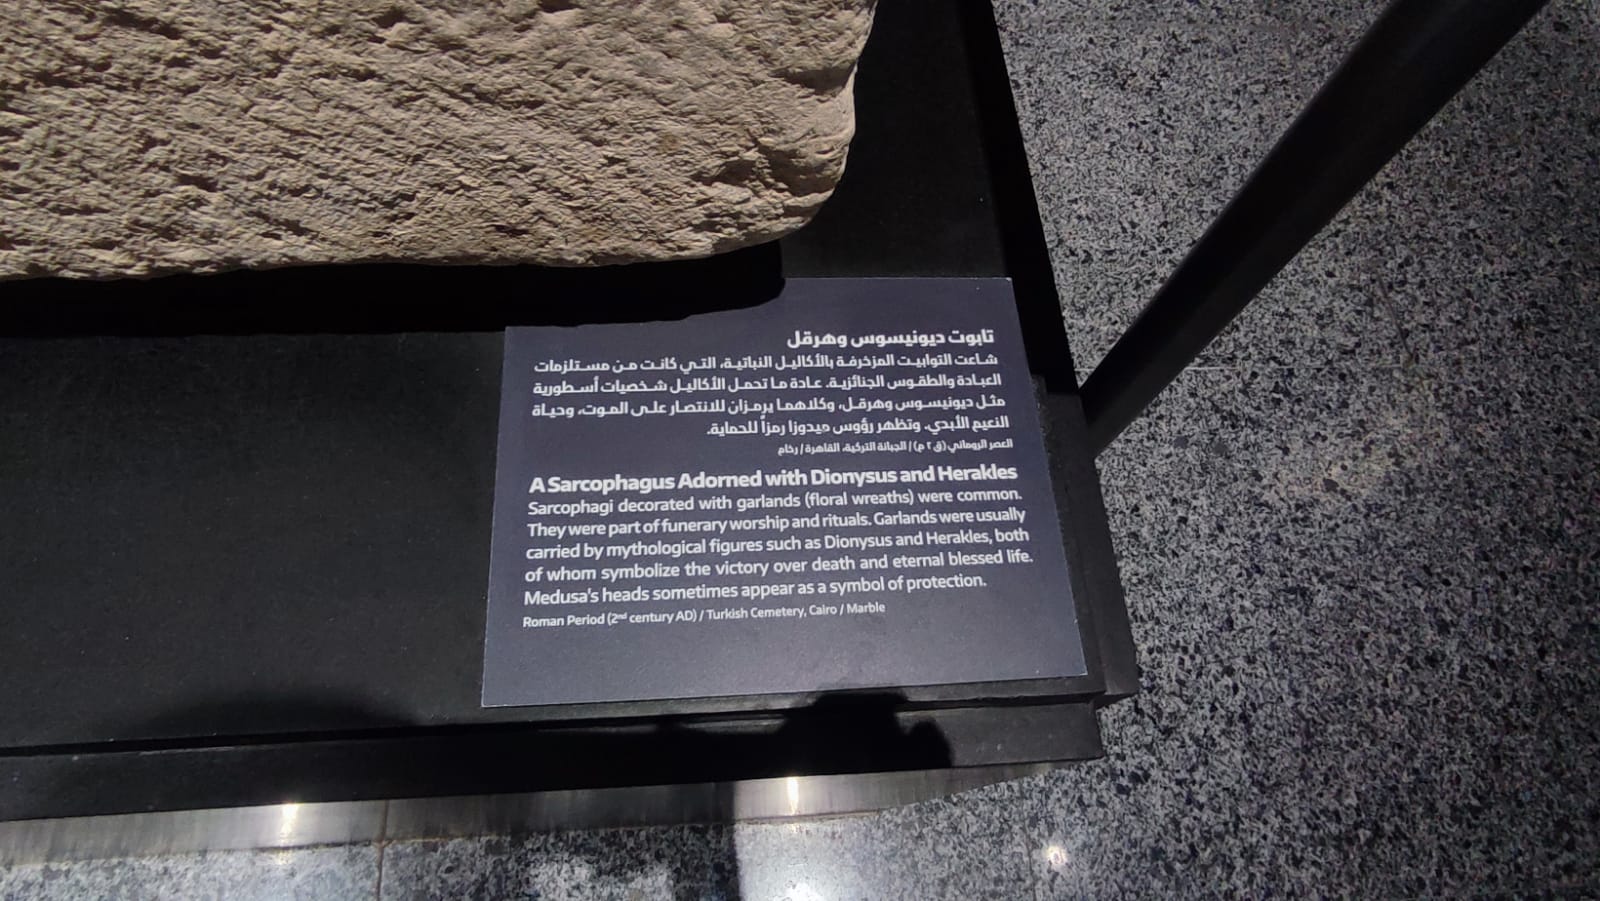 تابوت ديونيسوس وهرقل
شاعت التوابيت المزخرفة بالأكاليل النباتية، التي كانت من مستلزمات
العبادة والطقوس الجنائزية. عادة ما تحمل الأكاليل شخصيات أسطورية
مثل ديونيسوس وهرقل، وكلاهما يرمزان للانتصار على الموت، وحياة
النعيم الأبدي. وتظهر رؤوس ميدوزا رمزاً للحماية.
العصر الروماني (ق ٢ م) / الجبانة التركية، القاهرة / رخام
A Sarcophagus Adorned with Dionysus and Herakles
Sarcophagi decorated with garlands (floral wreaths) were common.
They were part of funerary worship and rituals. Garlands were usually
carried by mythological figures such as Dionysus and Herakles, both
of whom symbolize the victory over death and eternal blessed life.
Medusa's heads sometimes appear as a symbol of protection.
Roman Period (2nd century AD) / Turkish Cemetery, Cairo / Marble